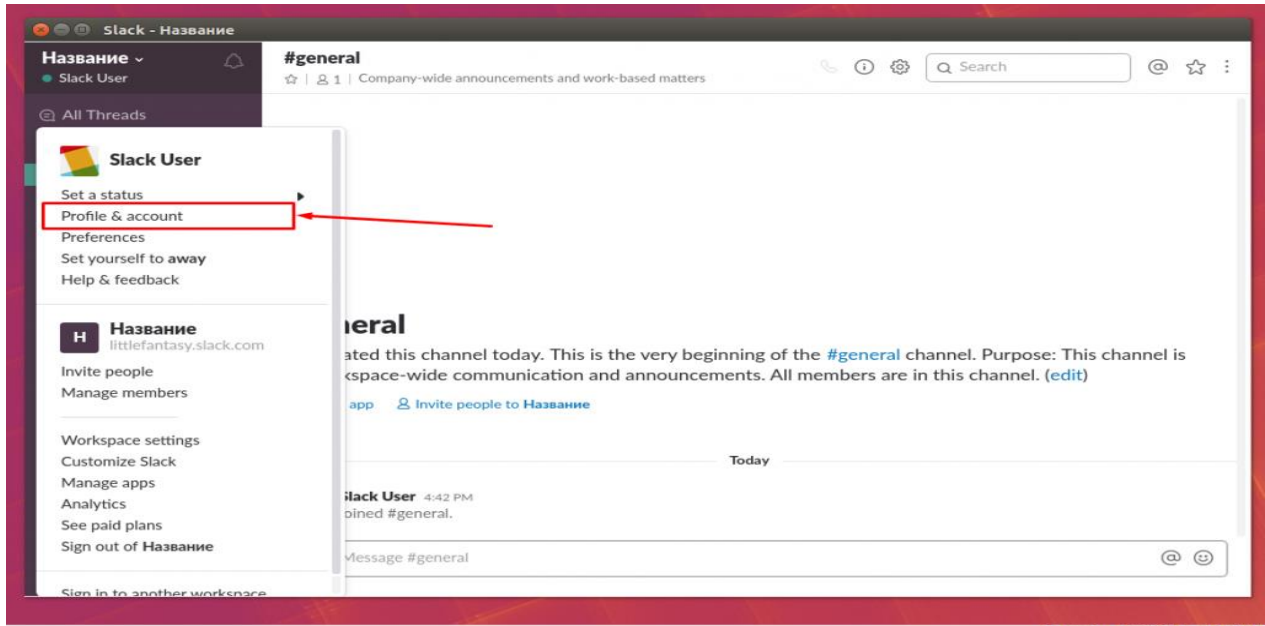 Slack - Название
Название
Slack User
All Threads
#general
1 | Company-wide announcements and work-based matters
Search
Slack User
Set a status
Profile & account
Preferences
Set yourself to away
Help & feedback
H
Название
littlefantasy.slack.com
Invite people
Manage members
Workspace settings
Customize Slack
Manage apps
Analytics
See paid plans
Sign out of Название
Sign in to another workspace
neral
ated this channel today. This is the very beginning of the #general channel. Purpose: This channel is
kspace-wide communication and announcements. All members are in this channel. (edit)
app Invite people to Название
Today
Slack User 4:42 PM
oined #general.
Message #general